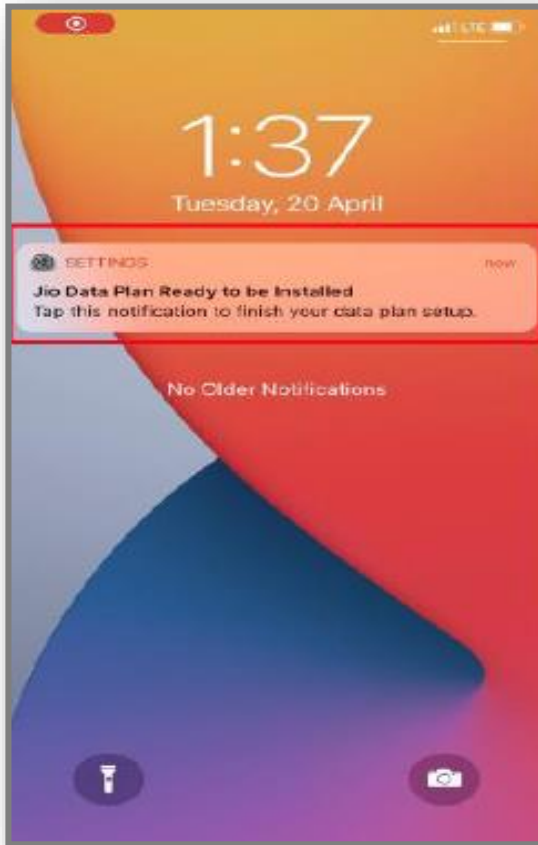 LTE
1:37
Tuesday, 20 April
SETTINGS now
Jio Data Plan Ready to be Installed
Tap this notification to finish your data plan setup.
No Older Notifications